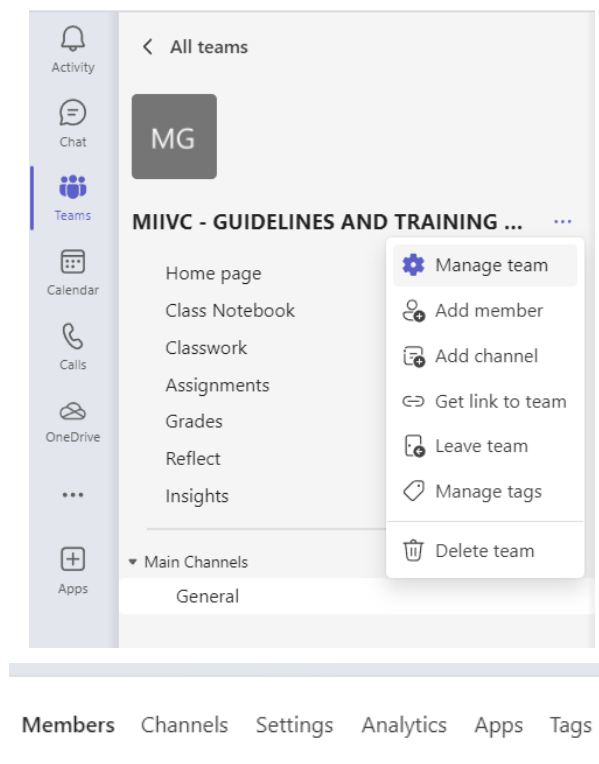 Activity
Chat
Teams
Calendar
Calls
OneDrive
Apps
All teams
MG
MIIVC - GUIDELINES AND TRAINING ...
Home page
Class Notebook
Classwork
Assignments
Grades
Reflect
Insights
Main Channels
General
Manage team
Add member
Add channel
Get link to team
Leave team
Manage tags
Delete team
Members Channels Settings Analytics Apps Tags